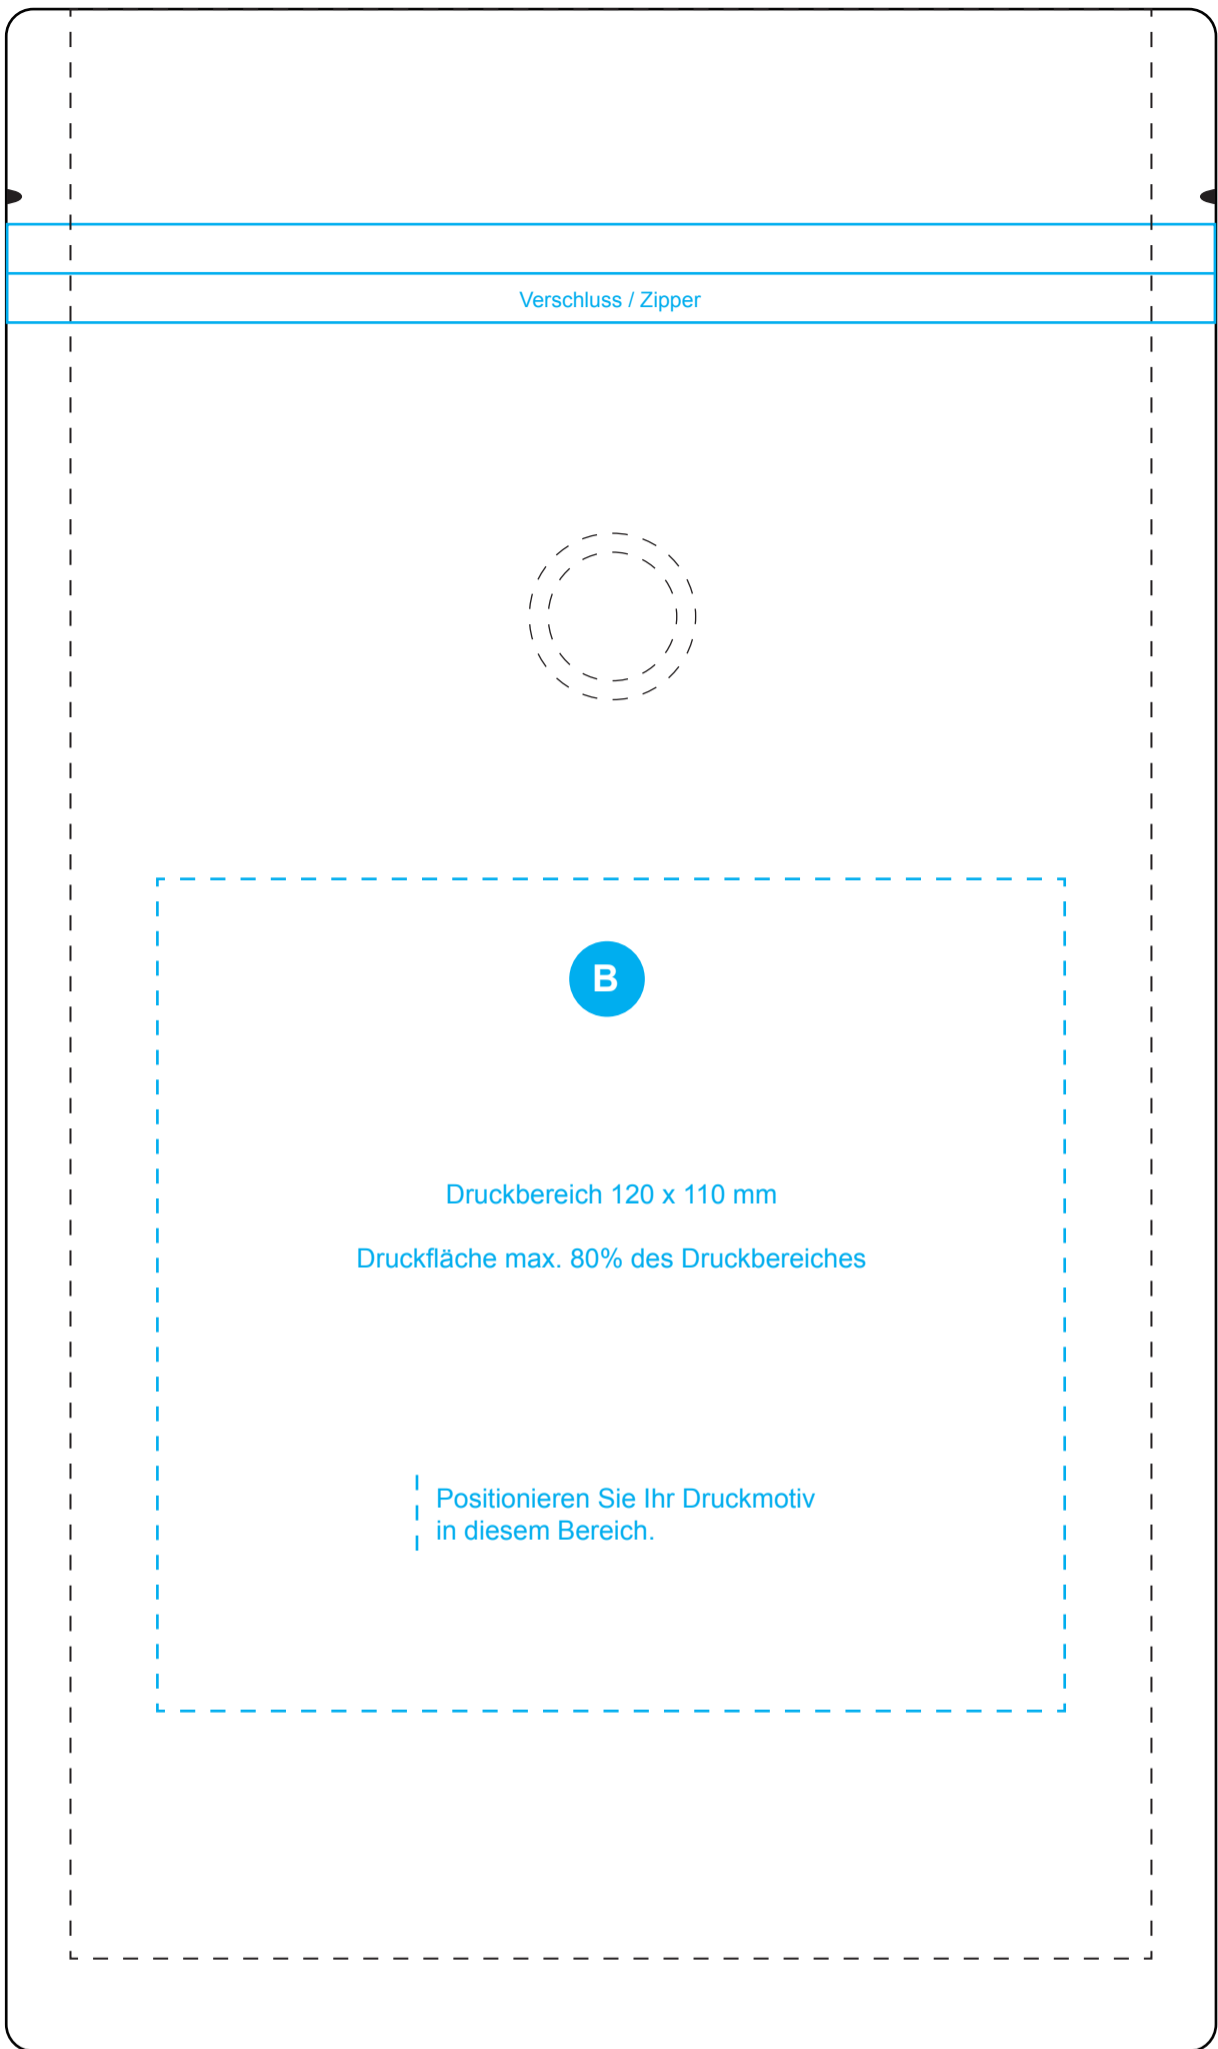 Verschluss / Zipper
B
Druckbereich 120 x 110 mm
Druckfläche max. 80% des Druckbereiches
Positionieren Sie Ihr Druckmotiv
in diesem Bereich.